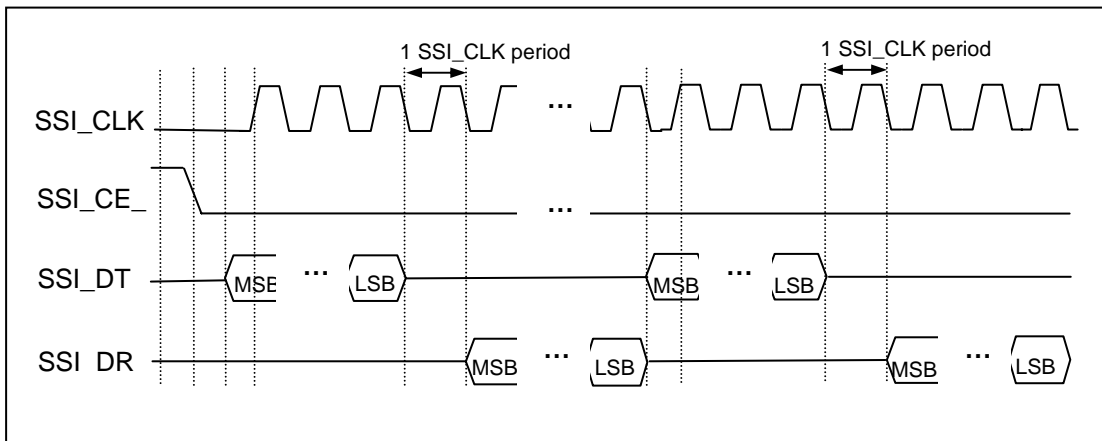 1 SSI_CLK period 1 SSI_CLK period
SSI_CLK ...
SSI_CE_ ...
SSI_DT MSB ... LSB MSB ... LSB
SSI DR MSB ... LSB MSB ... LSB